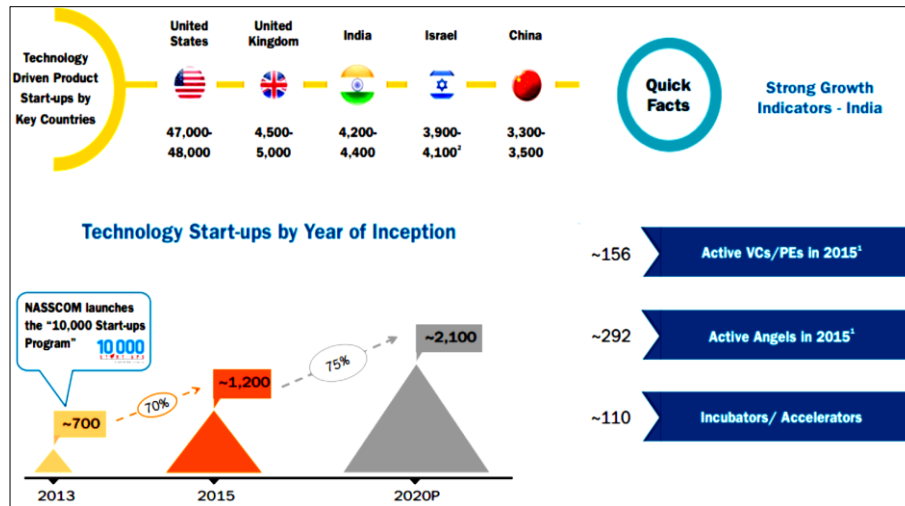 Technology
Driven Product
Start-ups by
Key Countries
United
States
United
Kingdom
India
Israel
China
47,000-
48,000
4,500-
5,000
4,200-
4,400
3,900-
4,100²
3,300-
3,500
Quick
Facts
Strong Growth
Indicators - India
Technology Start-ups by Year of Inception
NASSCOM launches
the "10,000 Start-ups
Program"
10 000
~700
70%
~1,200
75%
~2,100
2013
2015
2020P
~156
Active VCs/PEs in 2015¹
~292
Active Angels in 2015¹
~110
Incubators/ Accelerators